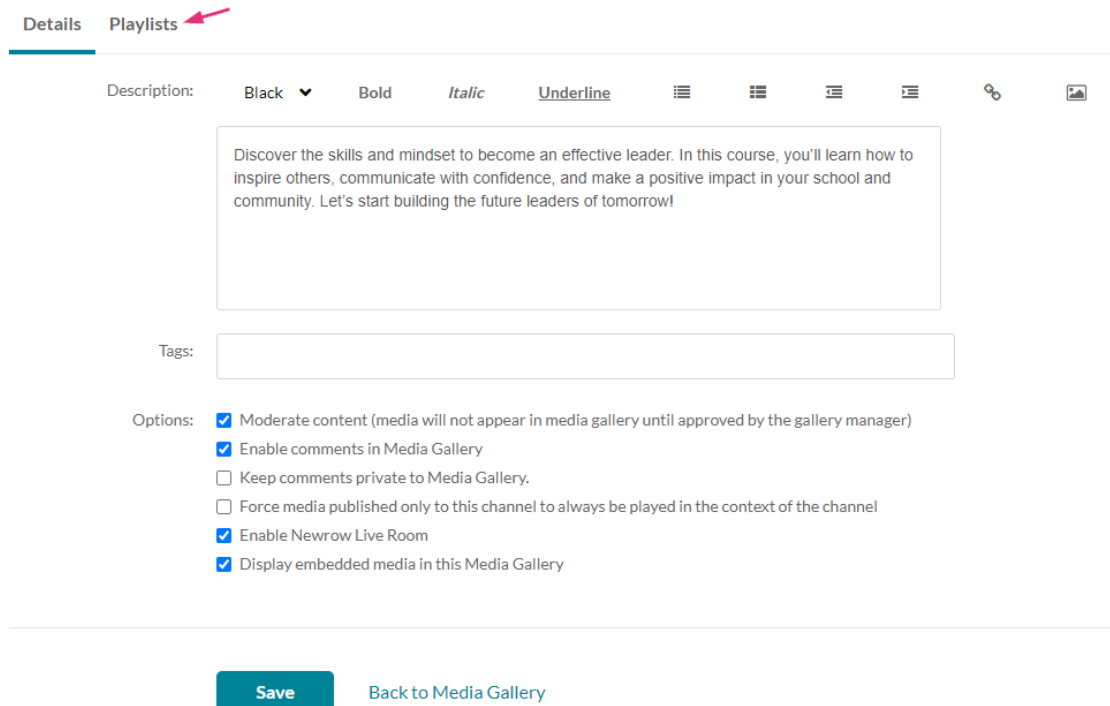 Details Playlists
Description: Black Bold Italic Underline
Discover the skills and mindset to become an effective leader. In this course, you’ll learn how to
inspire others, communicate with confidence, and make a positive impact in your school and
community. Let’s start building the future leaders of tomorrow!
Tags:
Options: Moderate content (media will not appear in media gallery until approved by the gallery manager)
Enable comments in Media Gallery
Keep comments private to Media Gallery.
Force media published only to this channel to always be played in the context of the channel
Enable Newrow Live Room
Display embedded media in this Media Gallery
Save Back to Media Gallery